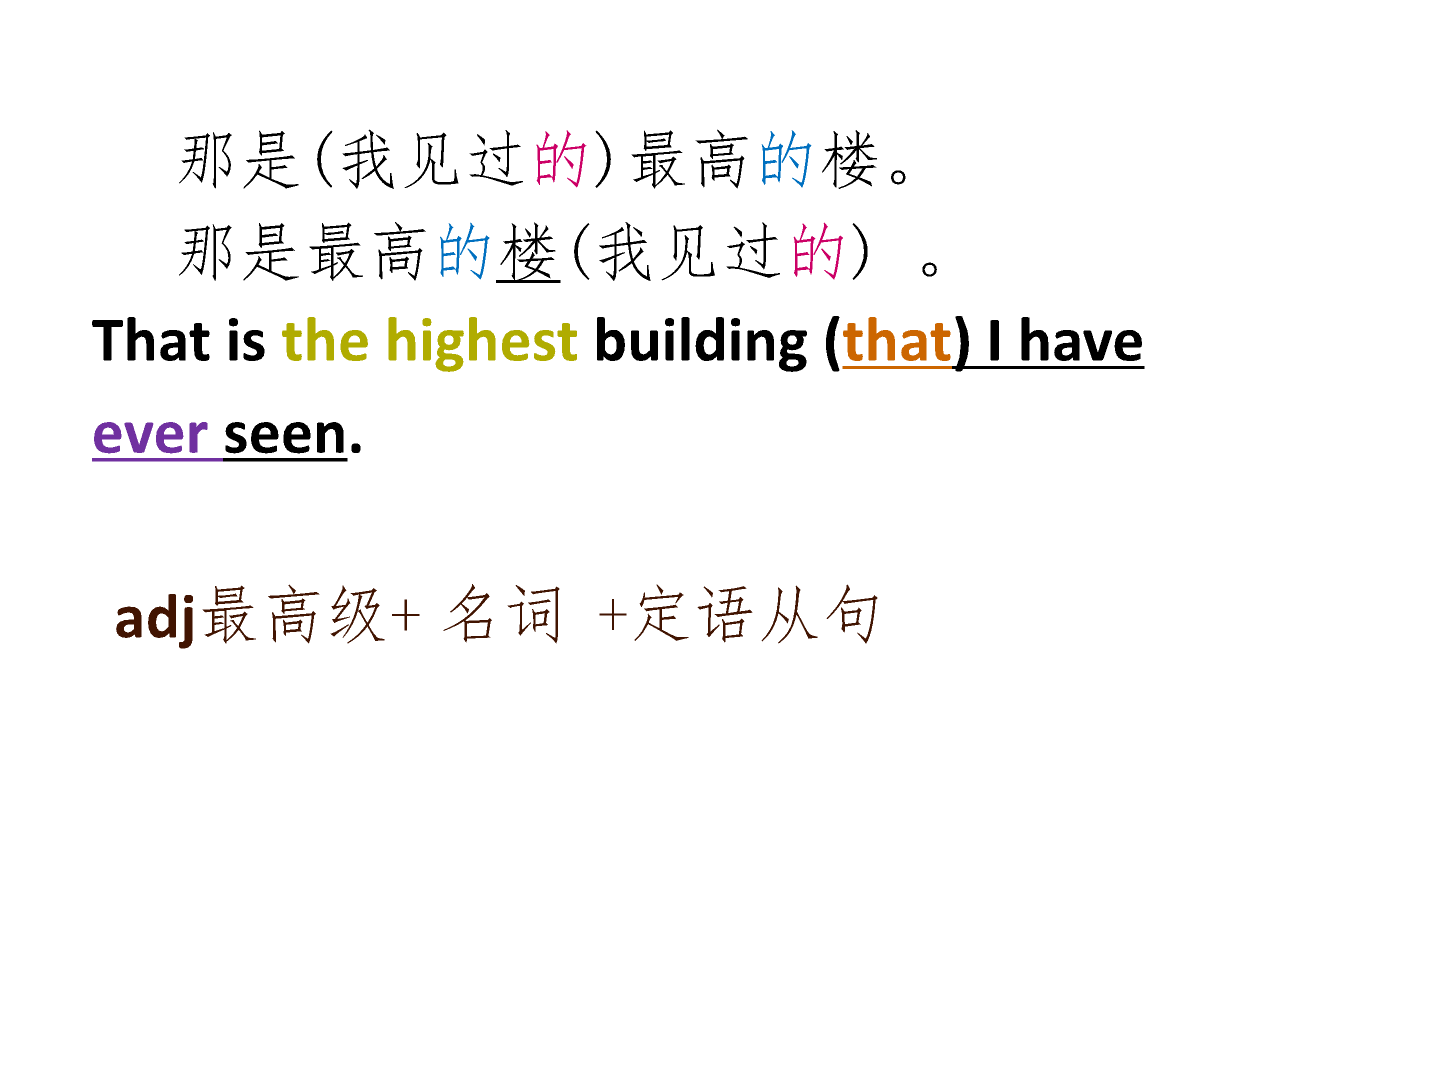 那是(我见过的)最高的楼。
那是最高的楼(我见过的) 。
That is the highest building (that) I have
ever seen.
adj最高级+ 名词 +定语从句